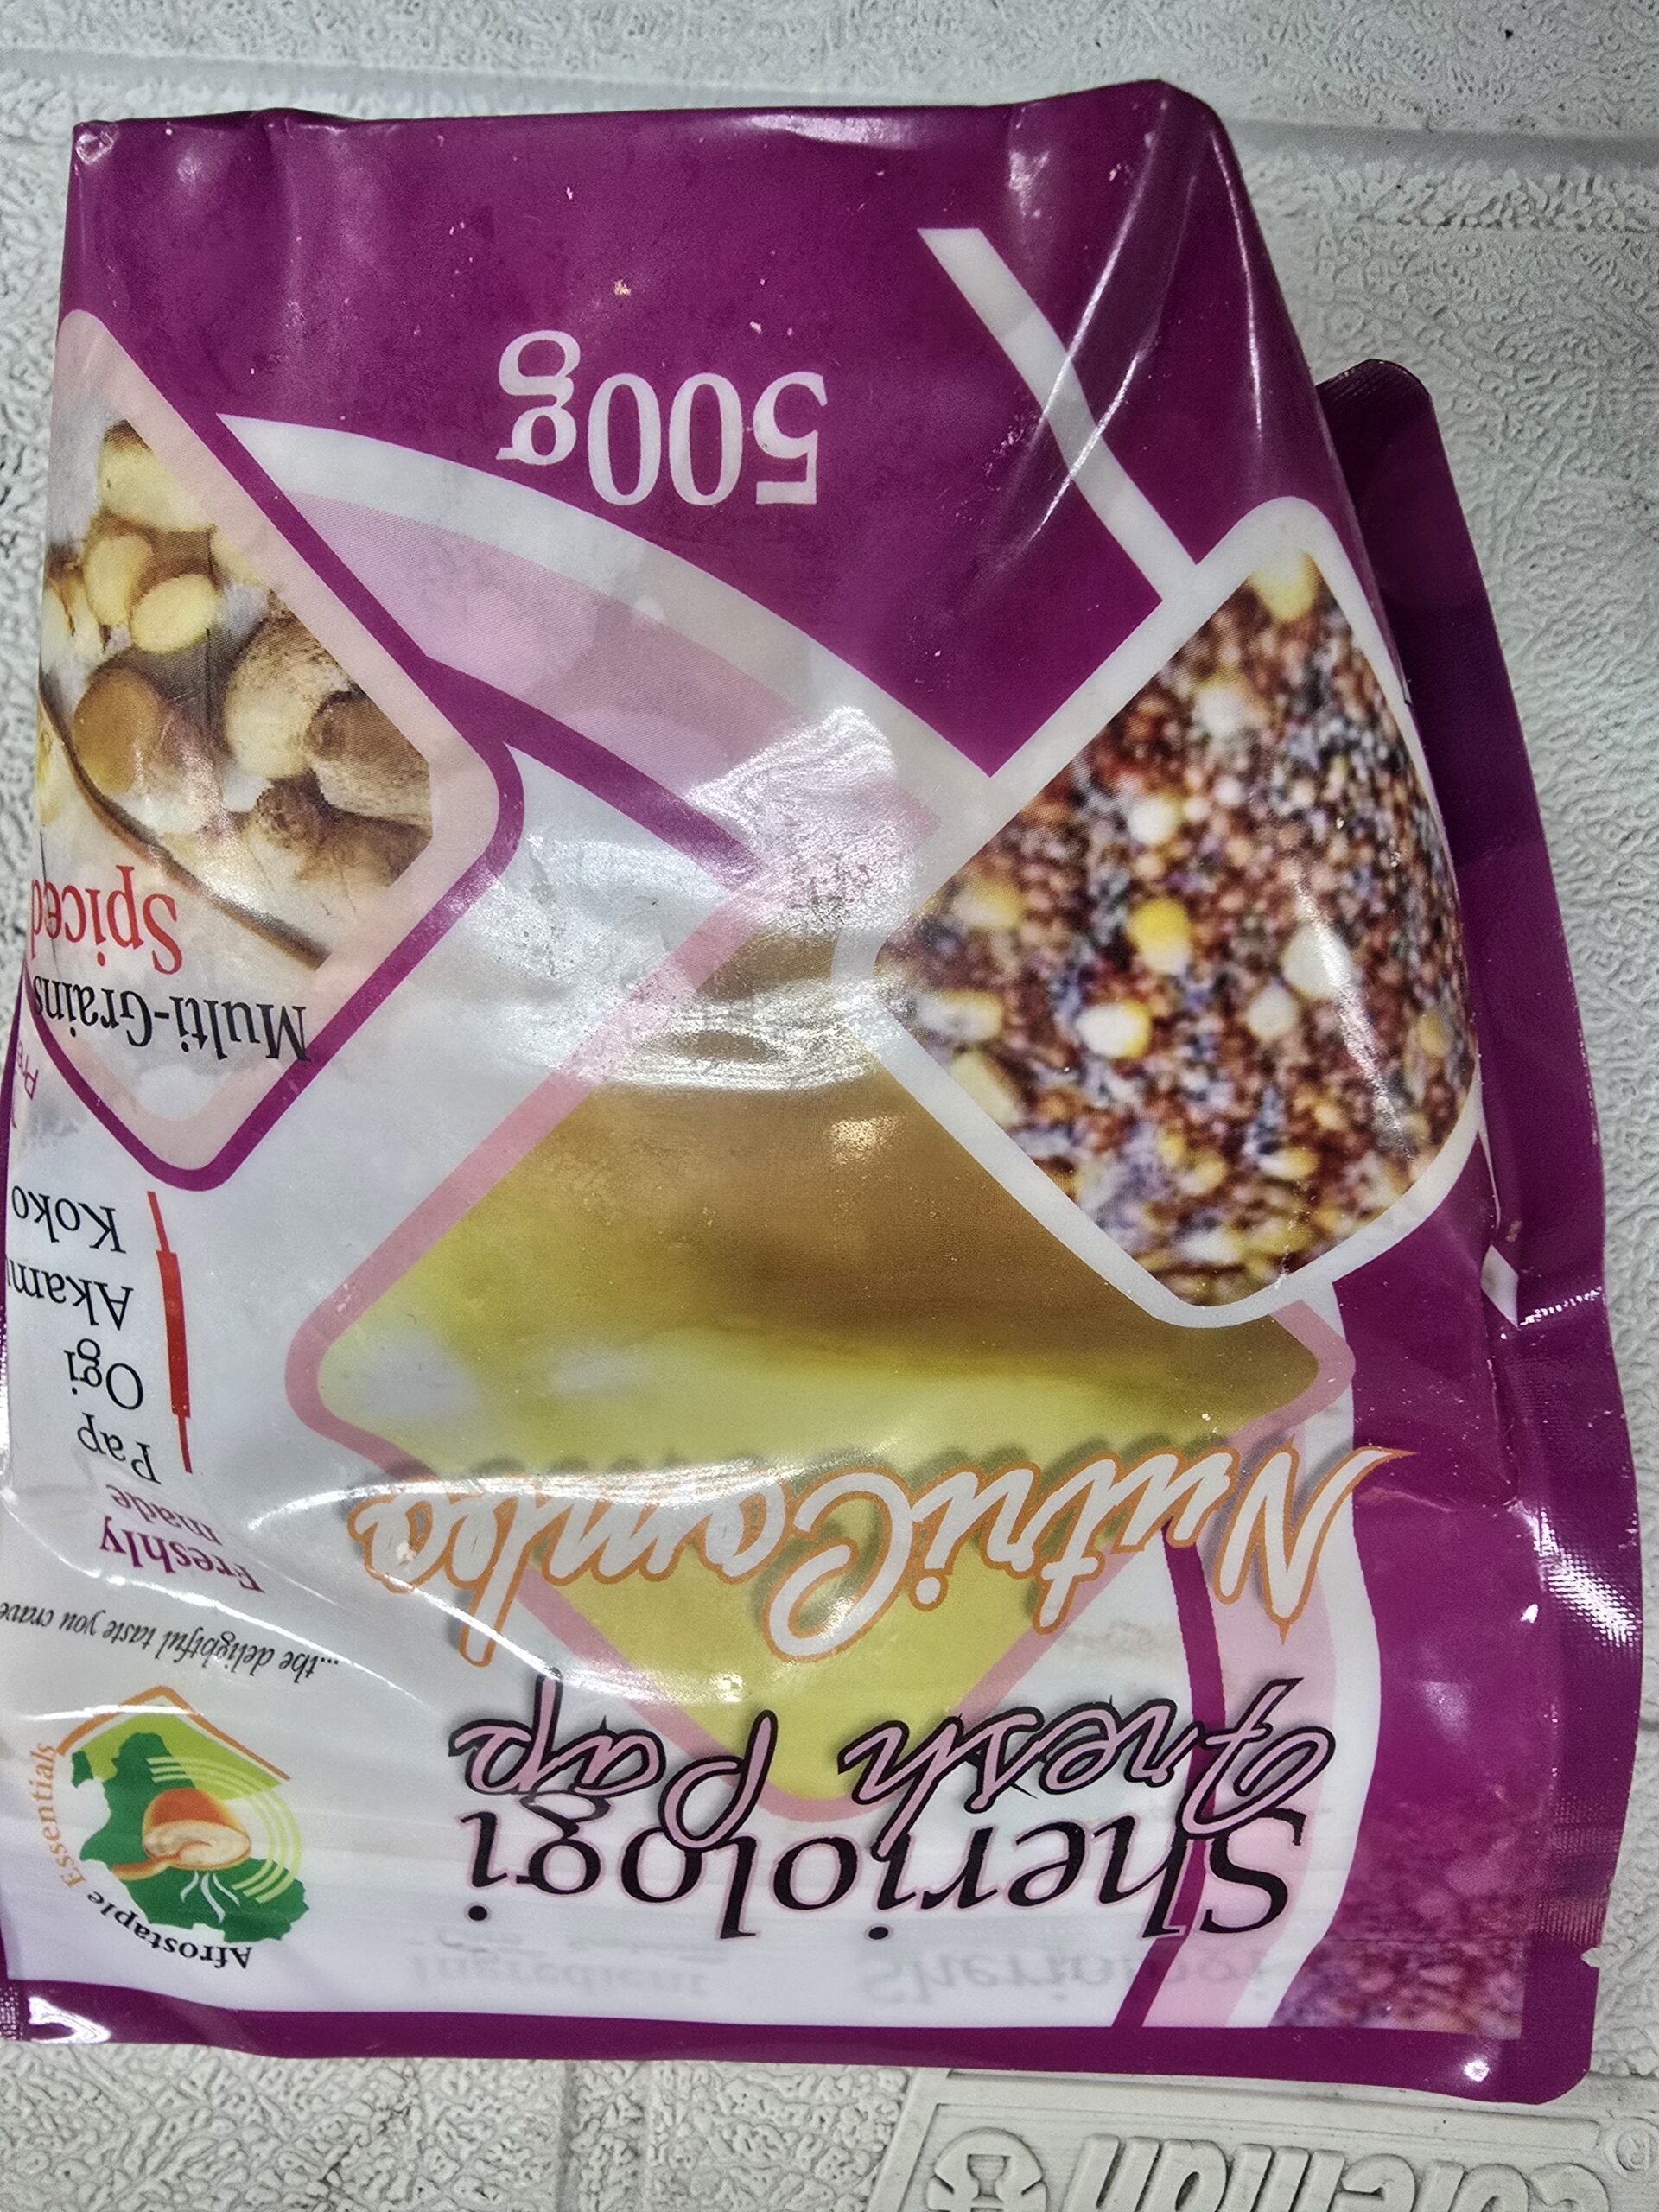 Afrostaple Essentials
...the delightful taste you crave
Sheriologi
Fresh Pap
NutriCombo
Freshly
made
Pap
Ogi
Akamu
Koko
Multi-Grains
Spiced
500g
Coleman